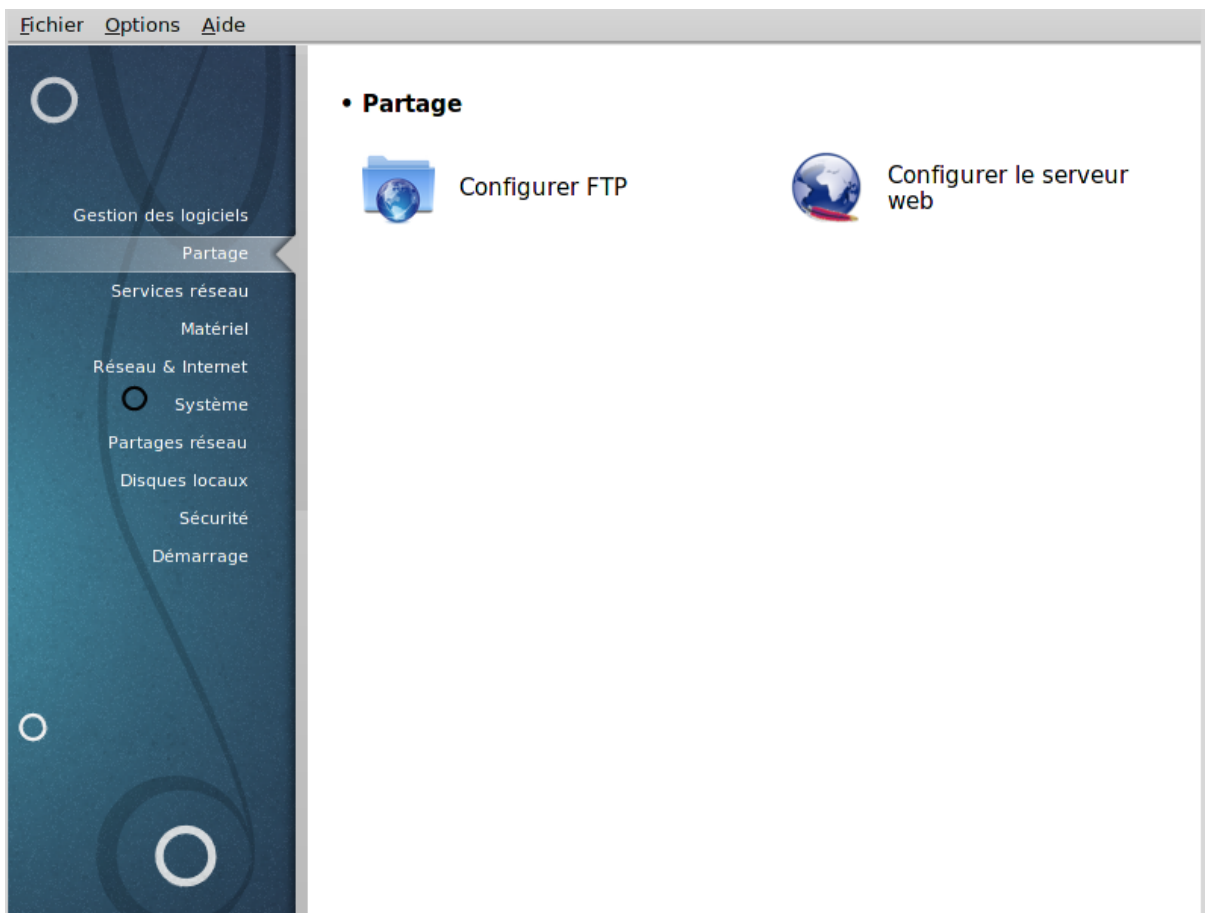 Fichier Options Aide
Gestion des logiciels
Partage
Services réseau
Matériel
Réseau & Internet
Système
Partages réseau
Disques locaux
Sécurité
Démarrage
• Partage
Configurer FTP
Configurer le serveur
web